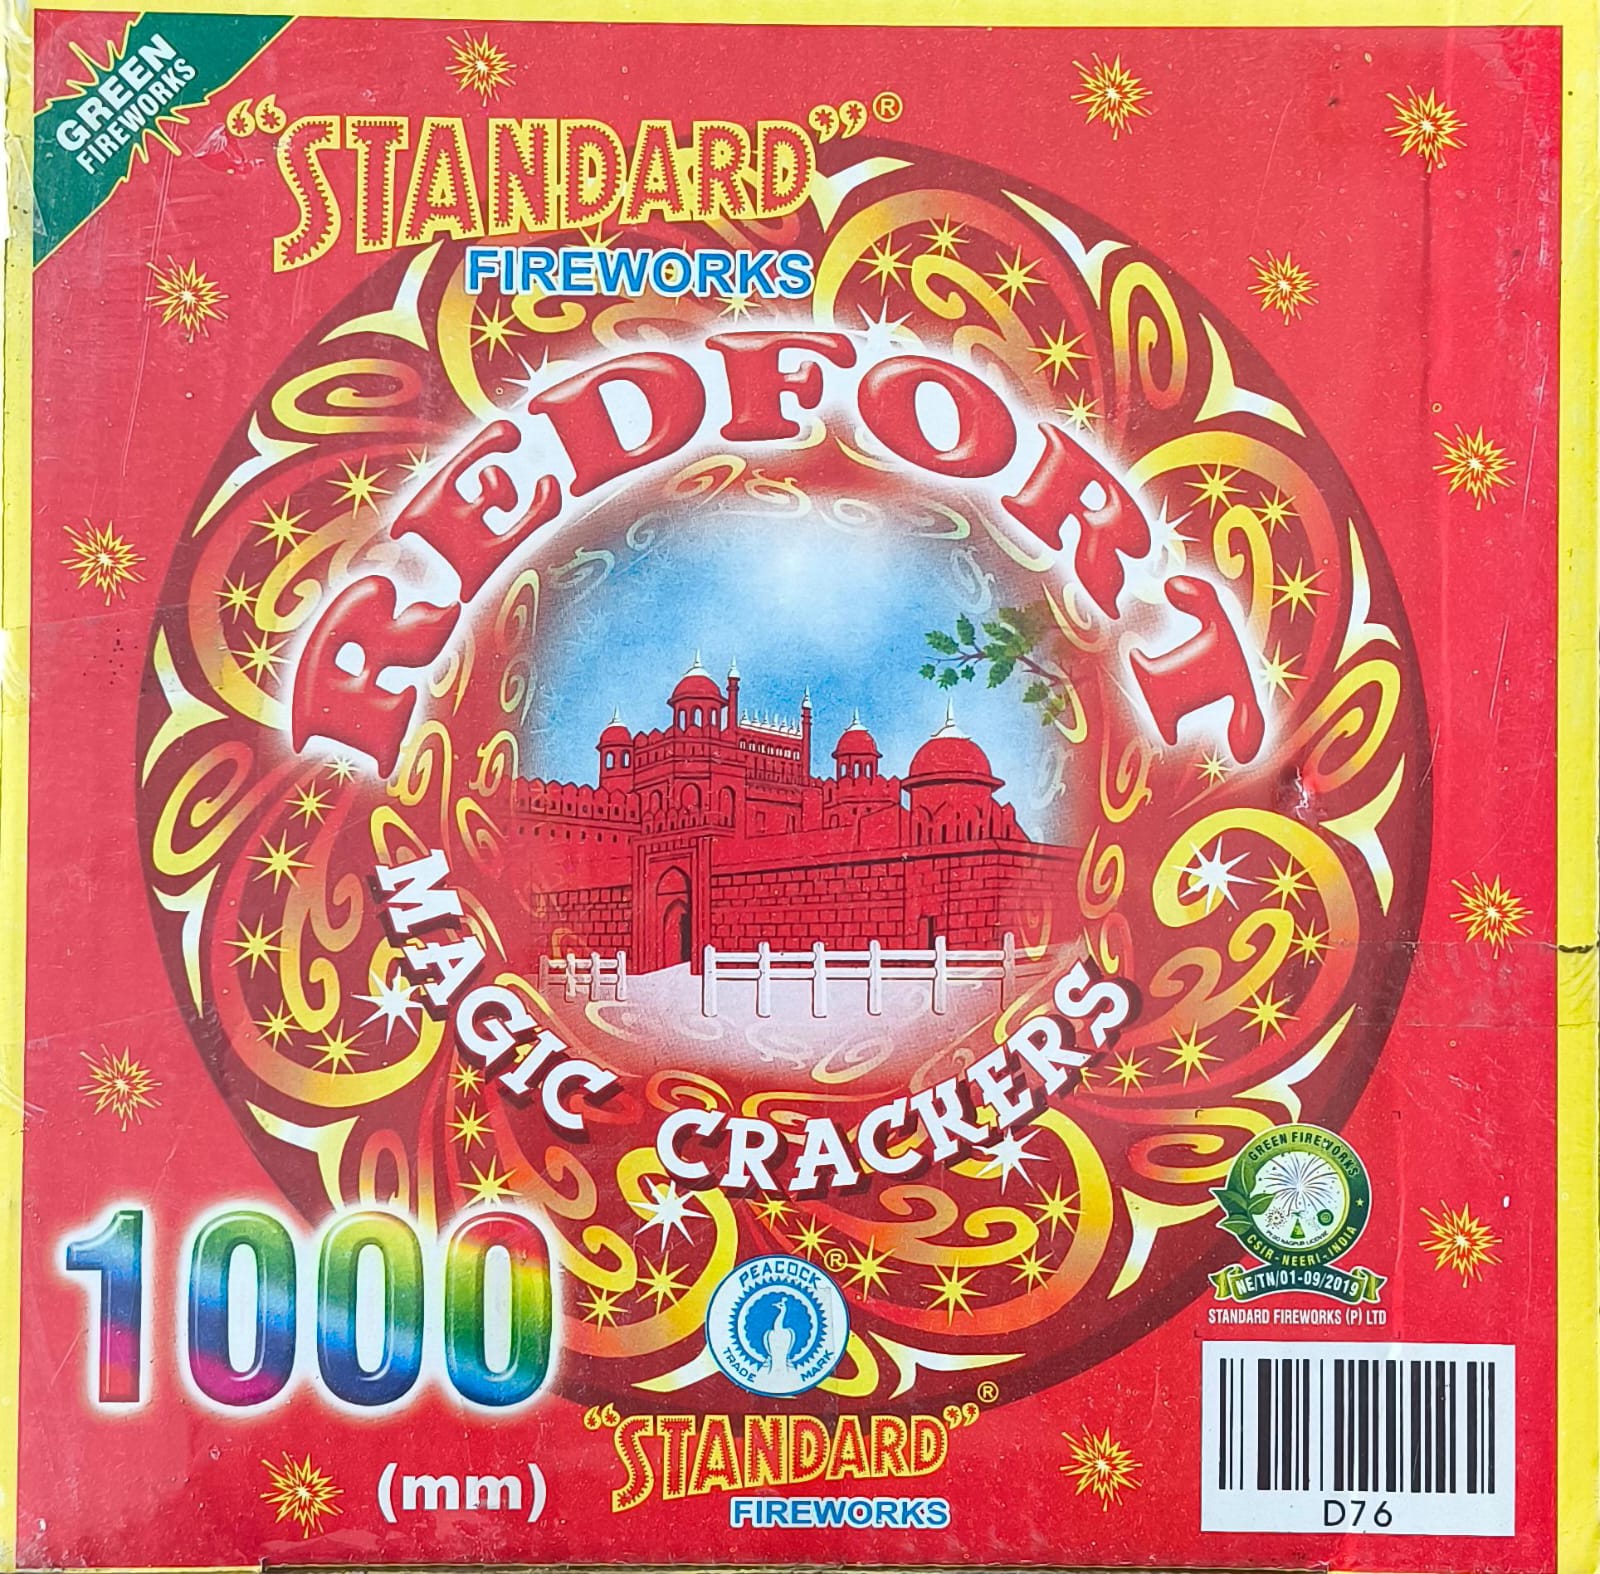 GREEN
FIREWORKS
"STANDARD"®
FIREWORKS
REDFORT
MAGIC CRACKERS
1000
(mm)
PEACOCK ®
TRADE MARK
"STANDARD"®
FIREWORKS
GREEN FIREWORKS
CSIR-NEERI-INDIA
NE/TN/01-09/2019
STANDARD FIREWORKS (P) LTD
D76